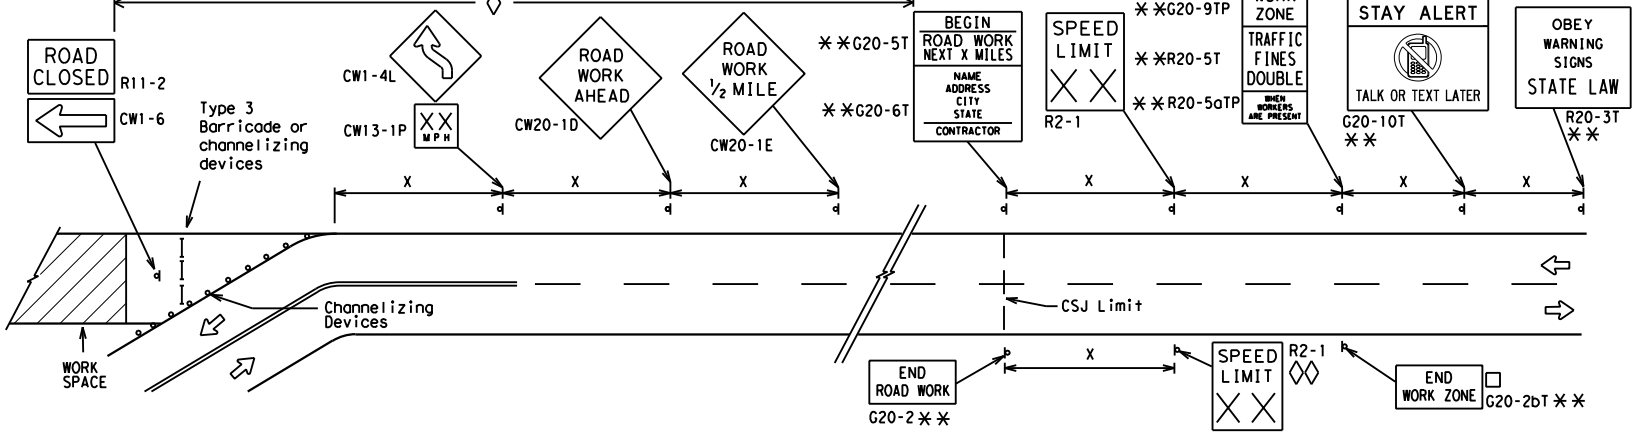 ROAD
CLOSED
R11-2
CW1-6
Type 3
Barricade or
channelizing
devices
CW1-4L
XX
MPH
CW13-1P
ROAD
WORK
AHEAD
CW20-1D
ROAD
WORK
1/2 MILE
CW20-1E
**G20-5T
**G20-6T
BEGIN
ROAD WORK
NEXT X MILES
NAME
ADDRESS
CITY
STATE
CONTRACTOR
SPEED
LIMIT
XX
R2-1
**G20-9TP
**R20-5T
**R20-5aTP
WORK
ZONE
TRAFFIC
FINES
DOUBLE
WHEN
WORKERS
ARE PRESENT
STAY ALERT
TALK OR TEXT LATER
G20-10T
**
OBEY
WARNING
SIGNS
STATE LAW
R20-3T
**
X
X
X
X
X
X
X
Channelizing
Devices
CSJ Limit
WORK
SPACE
END
ROAD WORK
G20-2 **
X
SPEED
LIMIT
XX
R2-1
END
WORK ZONE
G20-2bT **